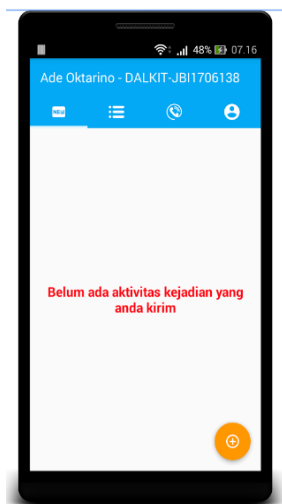 48% 07.16
Ade Oktarino - DALKIT-JBI1706138
NEW
Belum ada aktivitas kejadian yang
anda kirim